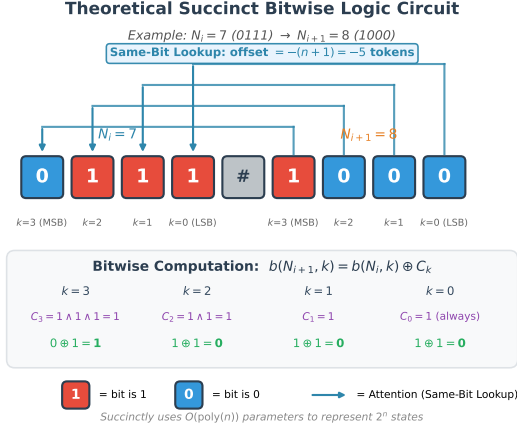 Theoretical Succinct Bitwise Logic Circuit
Example: N_i = 7 (0111) → N_{i+1} = 8 (1000)
Same-Bit Lookup: offset = −(n + 1) = −5 tokens
N_i = 7 N_{i+1} = 8
0 1 1 1 # 1 0 0 0
k=3 (MSB) k=2 k=1 k=0 (LSB) k=3 (MSB) k=2 k=1 k=0 (LSB)
Bitwise Computation: b(N_{i+1}, k) = b(N_i, k) ⊕ C_k
k = 3 k = 2 k = 1 k = 0
C_3 = 1 ∧ 1 ∧ 1 = 1 C_2 = 1 ∧ 1 = 1 C_1 = 1 C_0 = 1 (always)
0 ⊕ 1 = 1 1 ⊕ 1 = 0 1 ⊕ 1 = 0 1 ⊕ 1 = 0
1 = bit is 1 0 = bit is 0 = Attention (Same-Bit Lookup)
Succinctly uses O(poly(n)) parameters to represent 2^n states